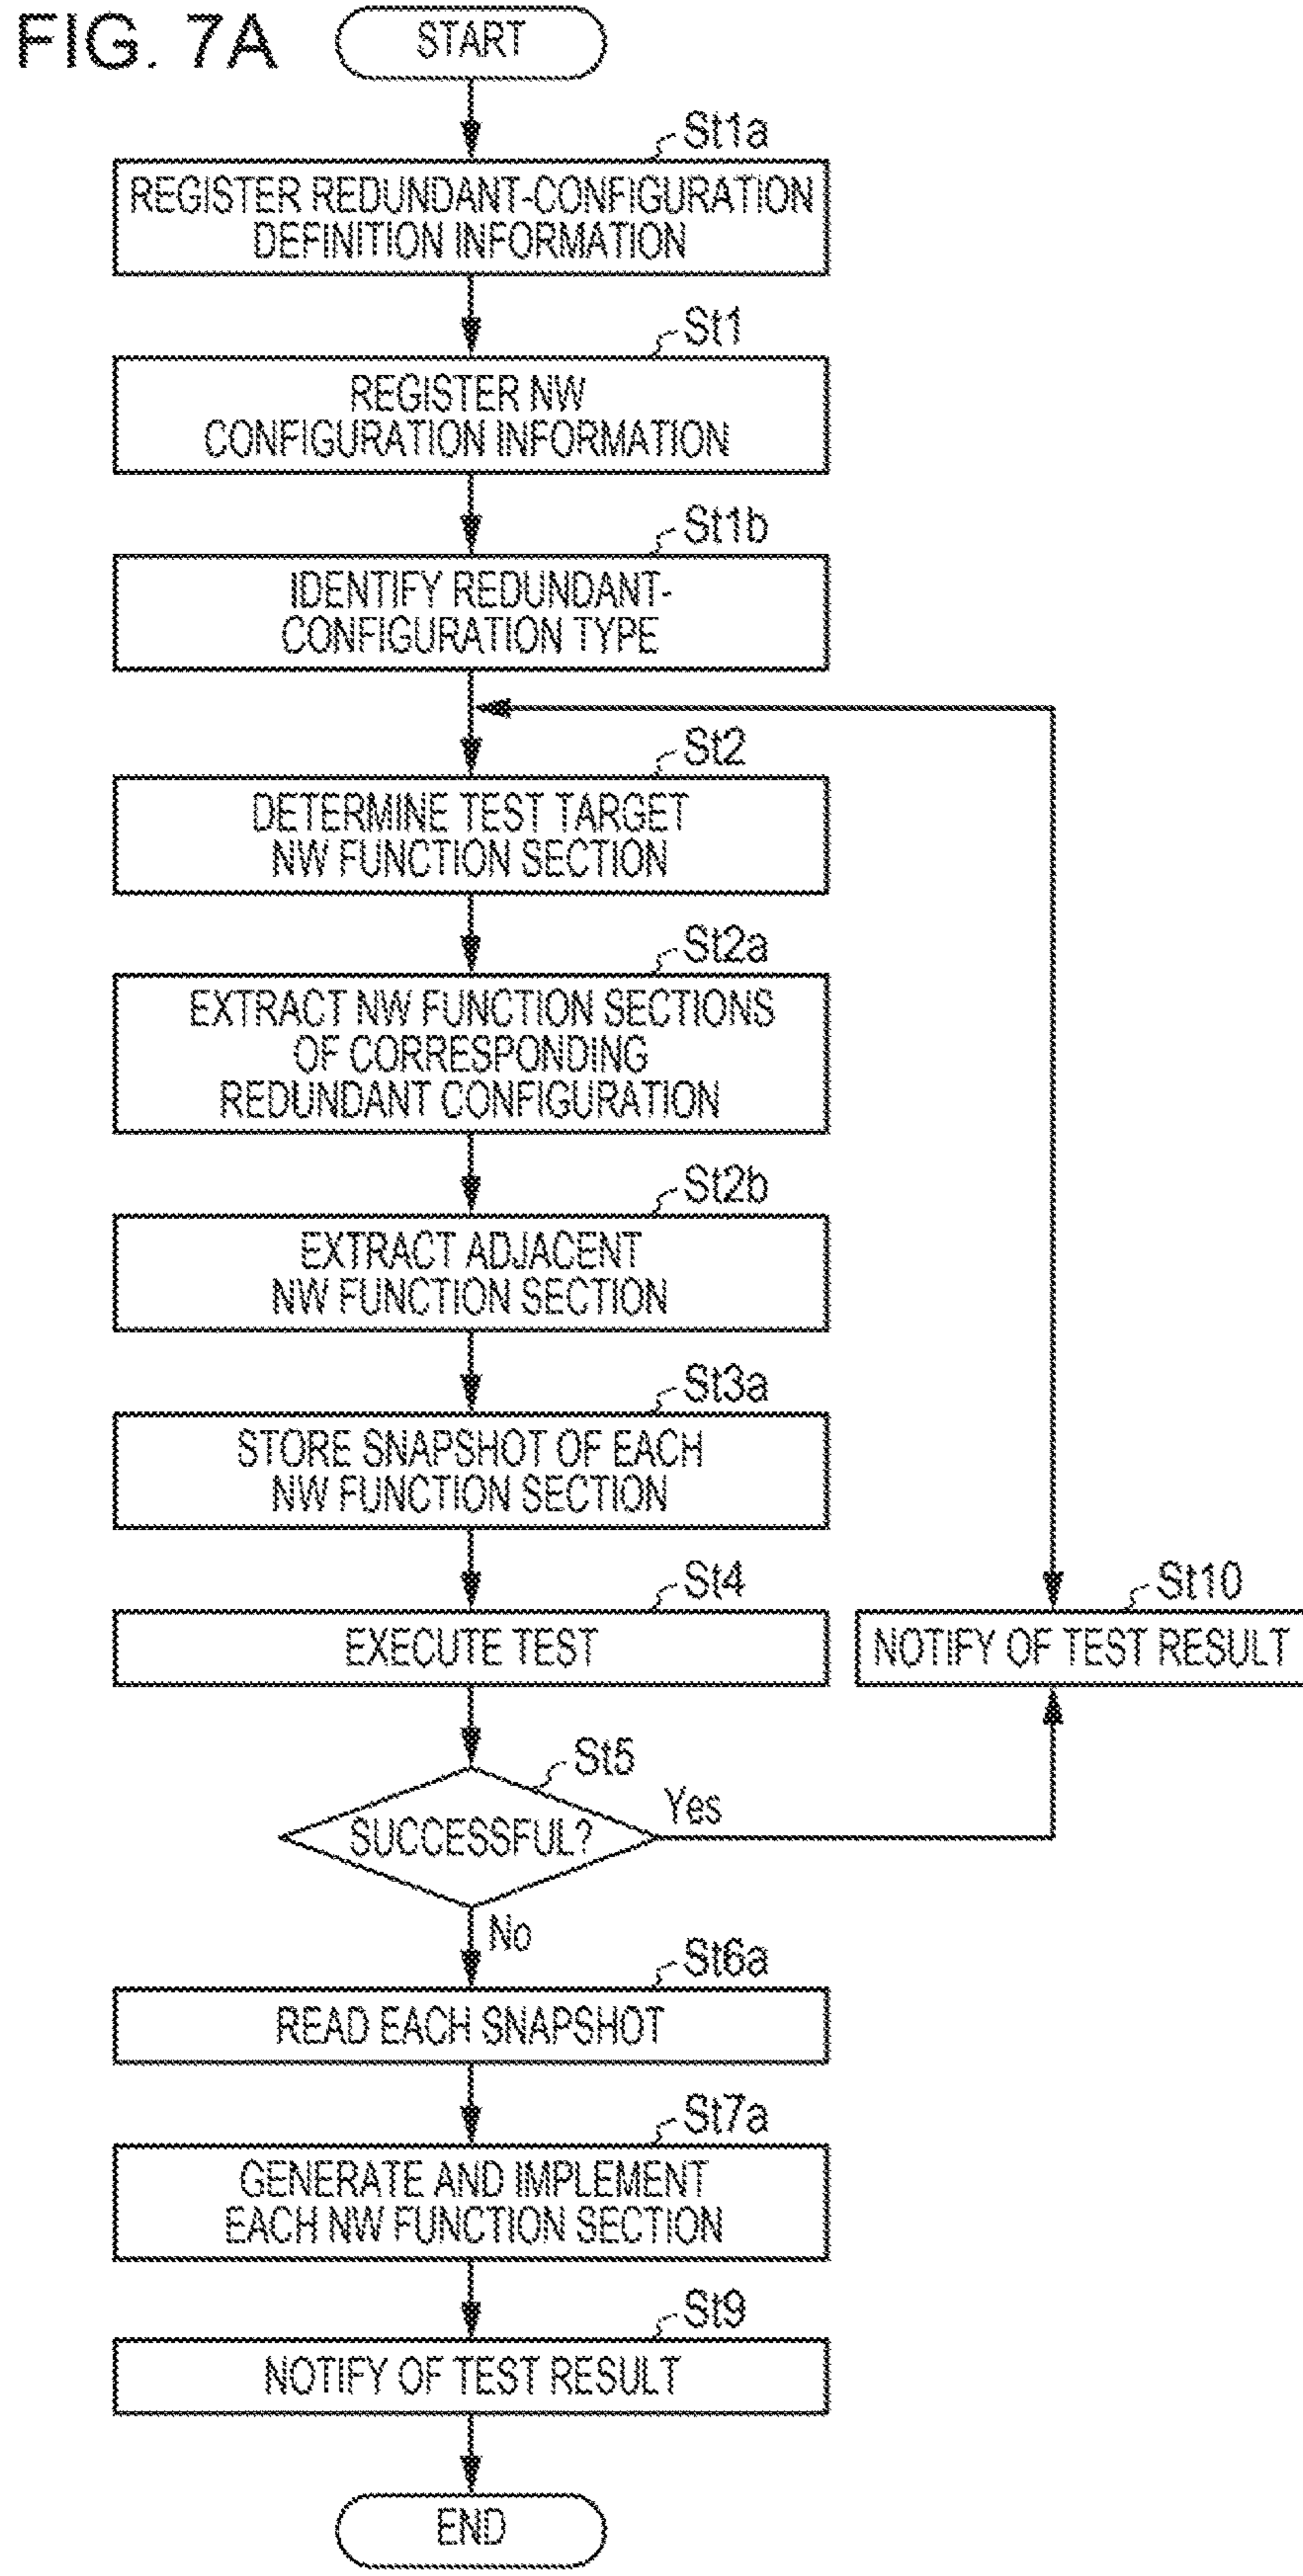 FIG. 7A
START
St1a
REGISTER REDUNDANT-CONFIGURATION
DEFINITION INFORMATION
St1
REGISTER NW
CONFIGURATION INFORMATION
St1b
IDENTIFY REDUNDANT-
CONFIGURATION TYPE
St2
DETERMINE TEST TARGET
NW FUNCTION SECTION
St2a
EXTRACT NW FUNCTION SECTIONS
OF CORRESPONDING
REDUNDANT CONFIGURATION
St2b
EXTRACT ADJACENT
NW FUNCTION SECTION
St3a
STORE SNAPSHOT OF EACH
NW FUNCTION SECTION
St4
EXECUTE TEST
St10
NOTIFY OF TEST RESULT
St5
SUCCESSFUL?
Yes
No
St6a
READ EACH SNAPSHOT
St7a
GENERATE AND IMPLEMENT
EACH NW FUNCTION SECTION
St9
NOTIFY OF TEST RESULT
END